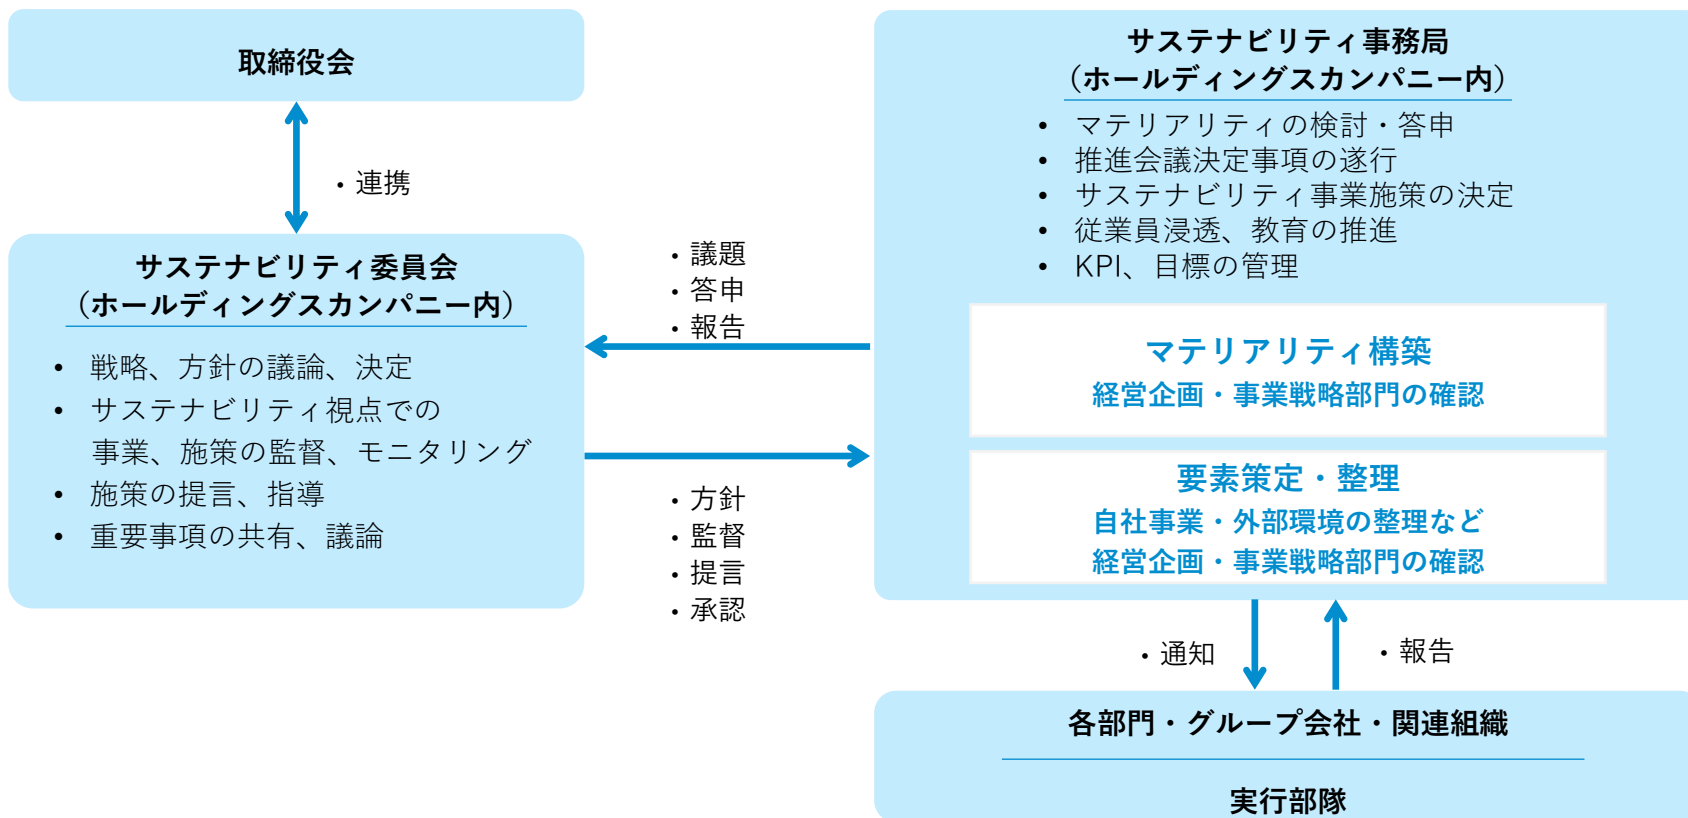 取締役会
・連携
サステナビリティ委員会
（ホールディングスカンパニー内）
• 戦略、方針の議論、決定
• サステナビリティ視点での
事業、施策の監督、モニタリング
• 施策の提言、指導
• 重要事項の共有、議論
・議題
・答申
・報告
・方針
・監督
・提言
・承認
サステナビリティ事務局
（ホールディングスカンパニー内）
• マテリアリティの検討・答申
• 推進会議決定事項の遂行
• サステナビリティ事業施策の決定
• 従業員浸透、教育の推進
• KPI、目標の管理
マテリアリティ構築
経営企画・事業戦略部門の確認
要素策定・整理
自社事業・外部環境の整理など
経営企画・事業戦略部門の確認
・通知
・報告
各部門・グループ会社・関連組織
実行部隊